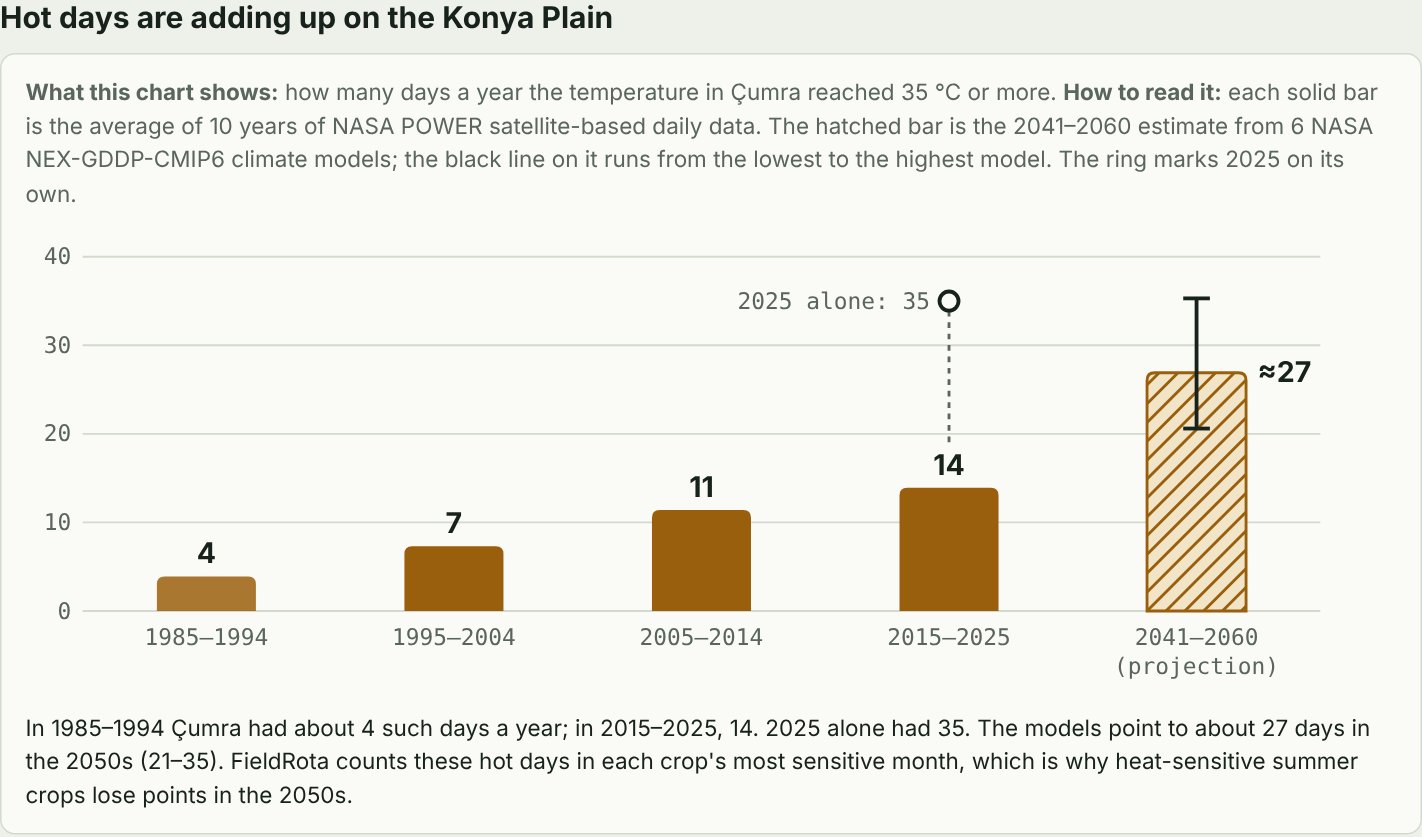 Hot days are adding up on the Konya Plain
What this chart shows: how many days a year the temperature in Çumra reached 35 °C or more. How to read it: each solid bar
is the average of 10 years of NASA POWER satellite-based daily data. The hatched bar is the 2041–2060 estimate from 6 NASA
NEX-GDDP-CMIP6 climate models; the black line on it runs from the lowest to the highest model. The ring marks 2025 on its
own.
40
2025 alone: 35
30
≈27
20
14
11
10
7
4
0
1985–1994
1995–2004
2005–2014
2015–2025
2041–2060
(projection)
In 1985–1994 Çumra had about 4 such days a year; in 2015–2025, 14. 2025 alone had 35. The models point to about 27 days in
the 2050s (21–35). FieldRota counts these hot days in each crop's most sensitive month, which is why heat-sensitive summer
crops lose points in the 2050s.